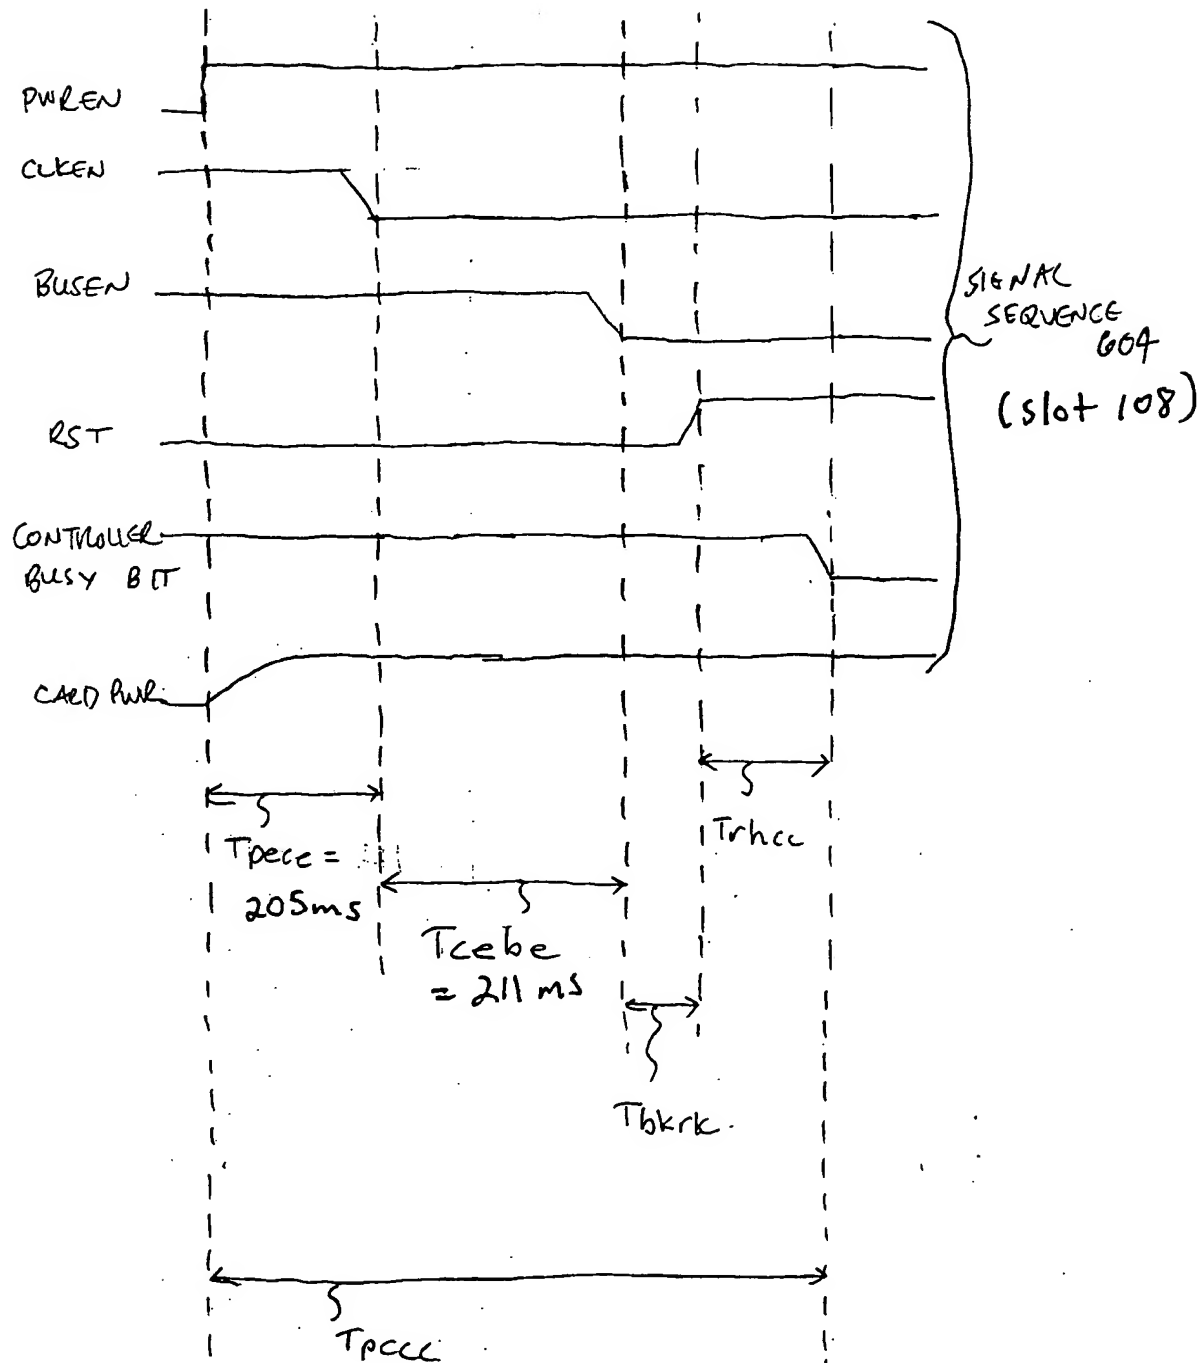 PWREN
CLKEN
BUSEN
SIGNAL
SEQUENCE
604
(slot 108)
RST
CONTROLLER
BUSY BIT
CARD PWR
Trhcc
Tpece =
205ms
Tcebe
= 211 ms
Tbkrk
Tpccc